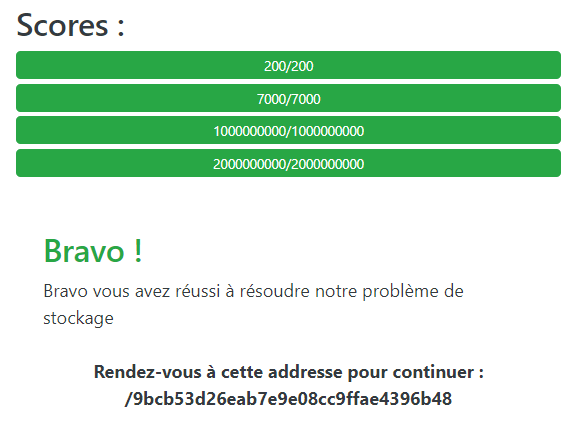 Scores :
200/200
7000/7000
1000000000/1000000000
2000000000/2000000000
Bravo !
Bravo vous avez réussi à résoudre notre problème de
stockage
Rendez-vous à cette addresse pour continuer :
/9bcb53d26eab7e9e08cc9ffae4396b48